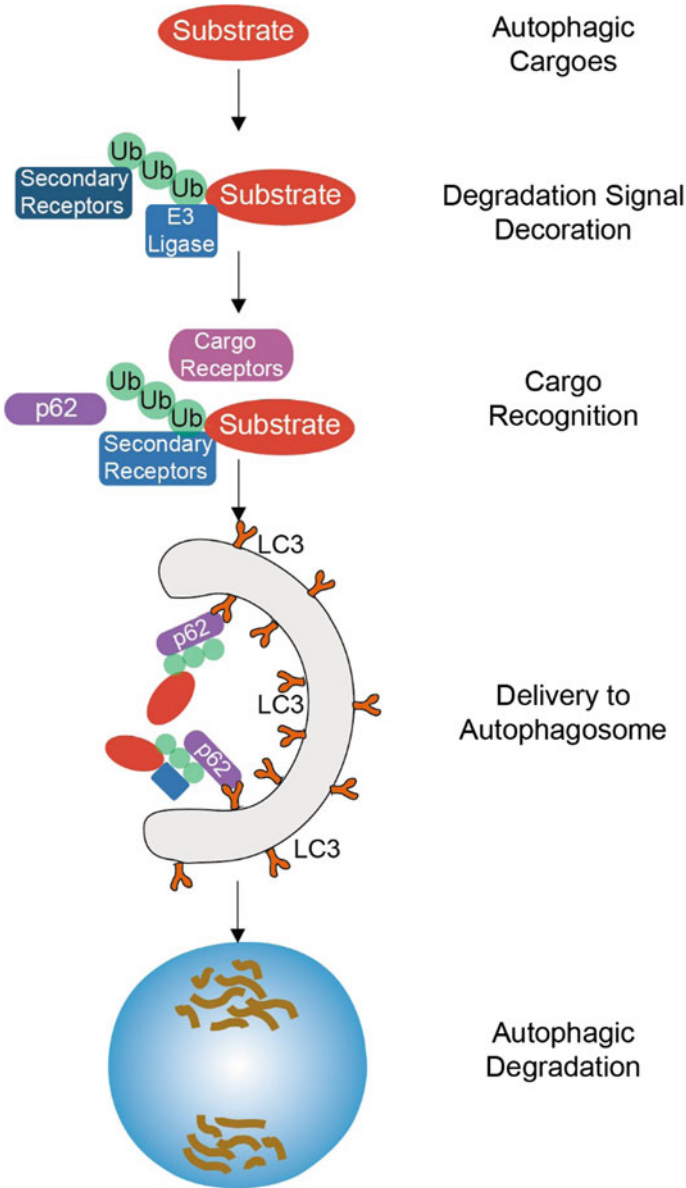 Substrate
Autophagic
Cargoes
Ub
Ub
Ub
Secondary
Receptors
E3
Ligase
Substrate
Degradation Signal
Decoration
Cargo
Receptors
p62
Ub
Ub
Ub
Secondary
Receptors
Substrate
Cargo
Recognition
LC3
p62
LC3
p62
LC3
Delivery to
Autophagosome
Autophagic
Degradation